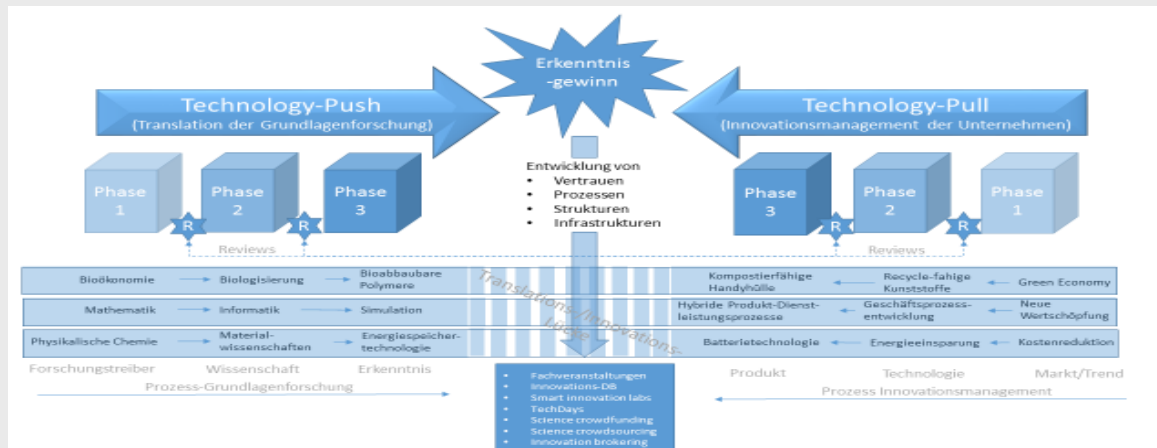 Erkenntnis
-gewinn
Technology-Push
(Translation der Grundlagenforschung)
Technology-Pull
(Innovationsmanagement der Unternehmen)
Phase
1
Phase
2
Phase
3
Entwicklung von
• Vertrauen
• Prozessen
• Strukturen
• Infrastrukturen
Phase
3
Phase
2
Phase
1
R
R
R
R
Reviews
Reviews
Bioökonomie
Biologisierung
Bioabbaubare
Polymere
Kompostierfähige
Handyhülle
Recycle-fahige
Kunststoffe
Green Economy
Mathematik
Informatik
Simulation
Hybride Produkt-Dienst-
leistungsprozesse
Geschäftsprozess-
entwicklung
Neue
Wertschöpfung
Physikalische Chemie
Material-
wissenschaften
Energiespeicher-
technologie
Batterietechnologie
Energieeinsparung
Kostenreduktion
Translations-/Innovations-
Lücke
Forschungstreiber
Wissenschaft
Erkenntnis
Produkt
Technologie
Markt/Trend
Prozess-Grundlagenforschung
Prozess Innovationsmanagement
• Fachveranstaltungen
• Innovations-DB
• Smart innovation labs
• TechDays
• Science crowdfunding
• Science crowdsourcing
• Innovation brokering